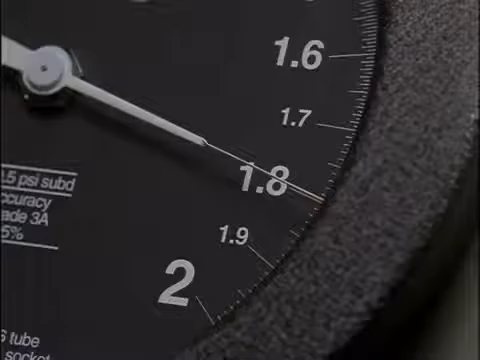 1.6
1.7
1.8
1.9
2
.5 psi subd
ccuracy
ade 3A
5%
tube
socket